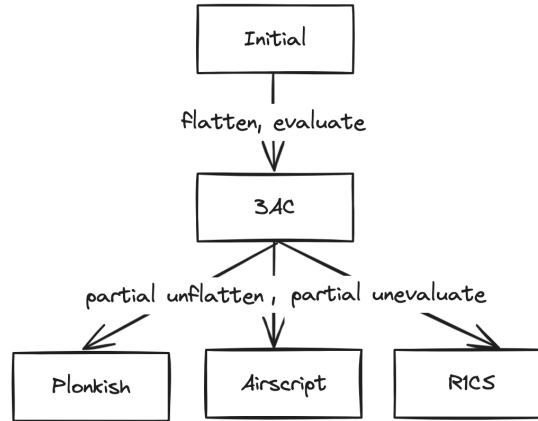 Initial
flatten, evaluate
3AC
partial unflatten, partial unevaluate
Plonkish
Airscript
R1CS